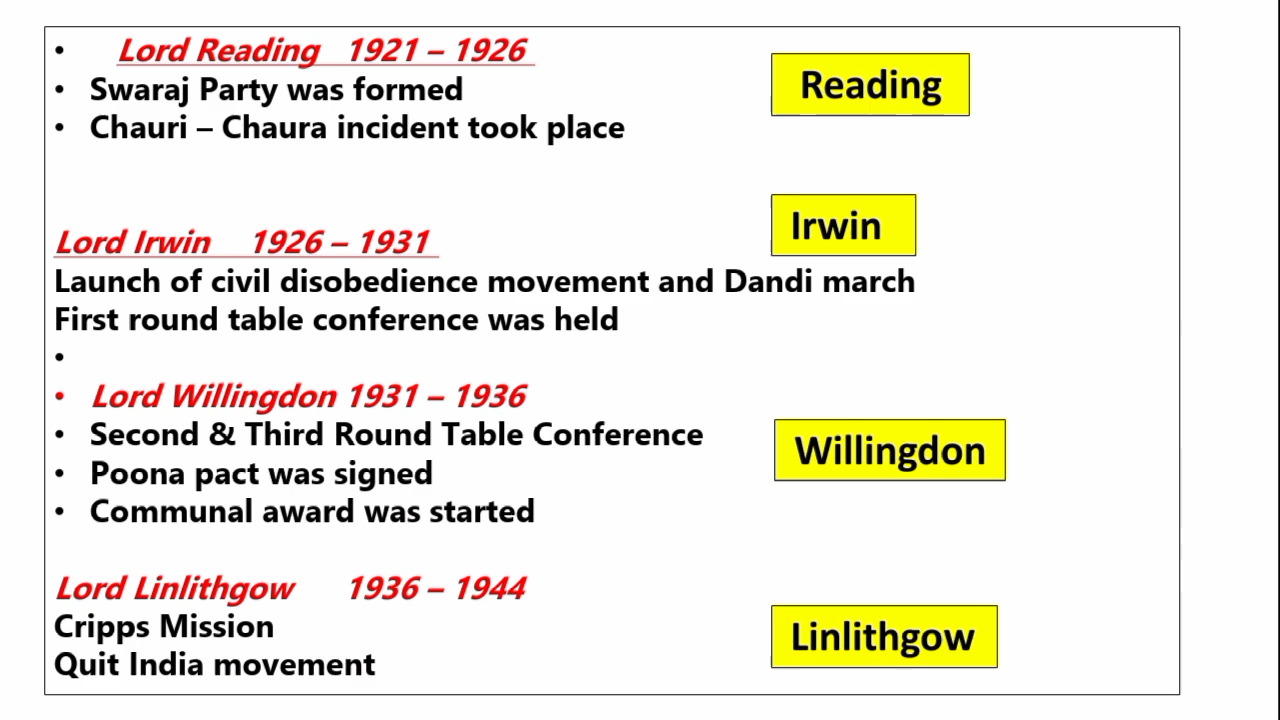 • Lord Reading 1921 – 1926
Reading
• Swaraj Party was formed
• Chauri – Chaura incident took place
Irwin
Lord Irwin 1926 – 1931
Launch of civil disobedience movement and Dandi march
First round table conference was held
•
• Lord Willingdon 1931 – 1936
• Second & Third Round Table Conference
Willingdon
• Poona pact was signed
• Communal award was started
Lord Linlithgow 1936 – 1944
Cripps Mission
Linlithgow
Quit India movement